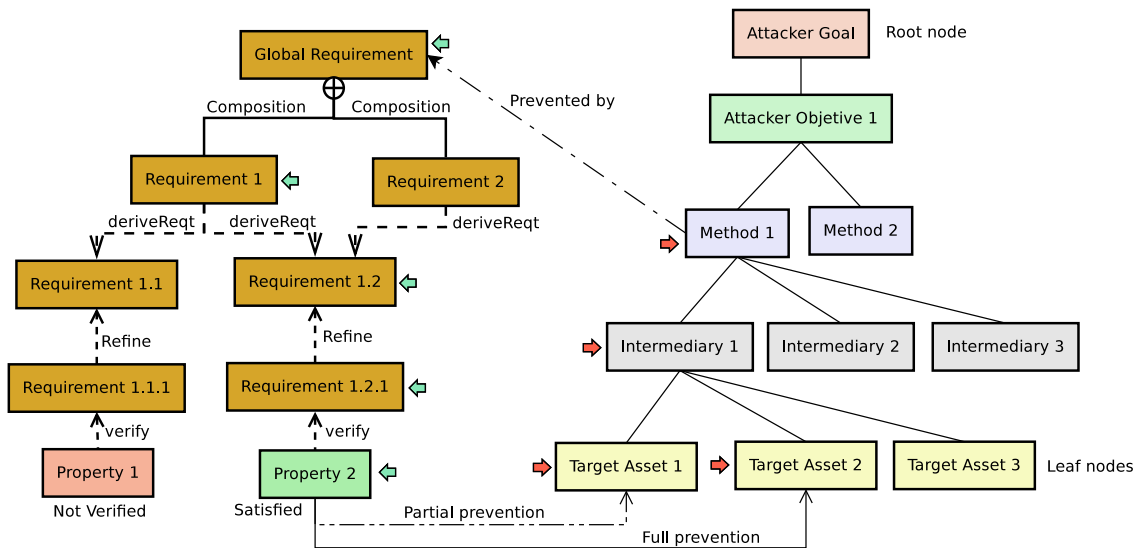 Attacker Goal
Root node
Global Requirement
Prevented by
Composition
Composition
Attacker Objetive 1
Requirement 1
Requirement 2
deriveReqt
deriveReqt
deriveReqt
Method 1
Method 2
Requirement 1.1
Requirement 1.2
Refine
Refine
Intermediary 1
Intermediary 2
Intermediary 3
Requirement 1.1.1
Requirement 1.2.1
verify
verify
Property 1
Property 2
Target Asset 1
Target Asset 2
Target Asset 3
Leaf nodes
Not Verified
Satisfied
Partial prevention
Full prevention